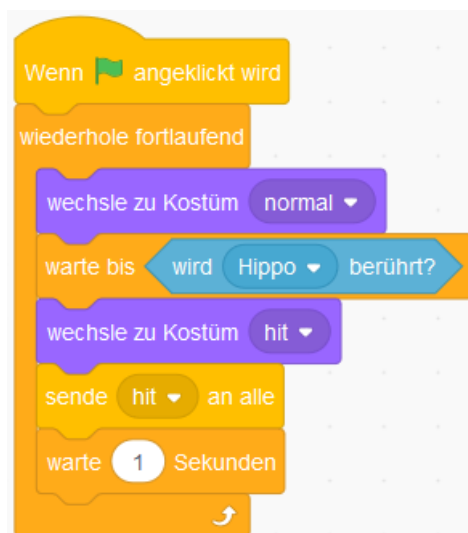 Wenn angeklickt wird
wiederhole fortlaufend
wechsle zu Kostüm normal
warte bis wird Hippo berührt?
wechsle zu Kostüm hit
sende hit an alle
warte 1 Sekunden